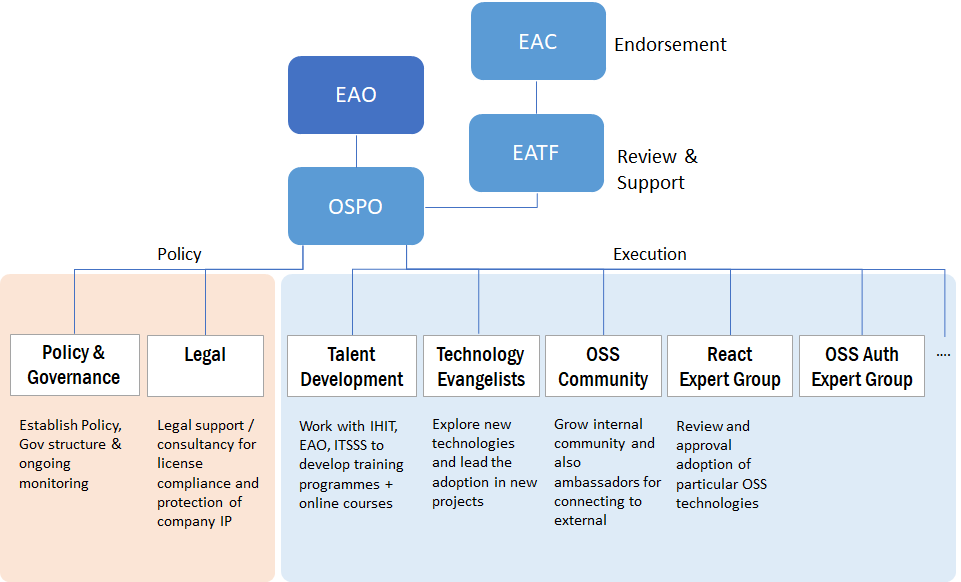 EAC
Endorsement
EAO
EATF
Review &
Support
OSPO
Policy
Execution
Policy &
Governance
Legal
Talent
Development
Technology
Evangelists
OSS
Community
React
Expert Group
OSS Auth
Expert Group
....
Establish Policy,
Gov structure &
ongoing
monitoring
Legal support /
consultancy for
license
compliance and
protection of
company IP
Work with IHIT,
EAO, ITSSS to
develop training
programmes +
online courses
Explore new
technologies
and lead the
adoption in new
projects
Grow internal
community and
also
ambassadors for
connecting to
external
Review and
approval
adoption of
particular OSS
technologies